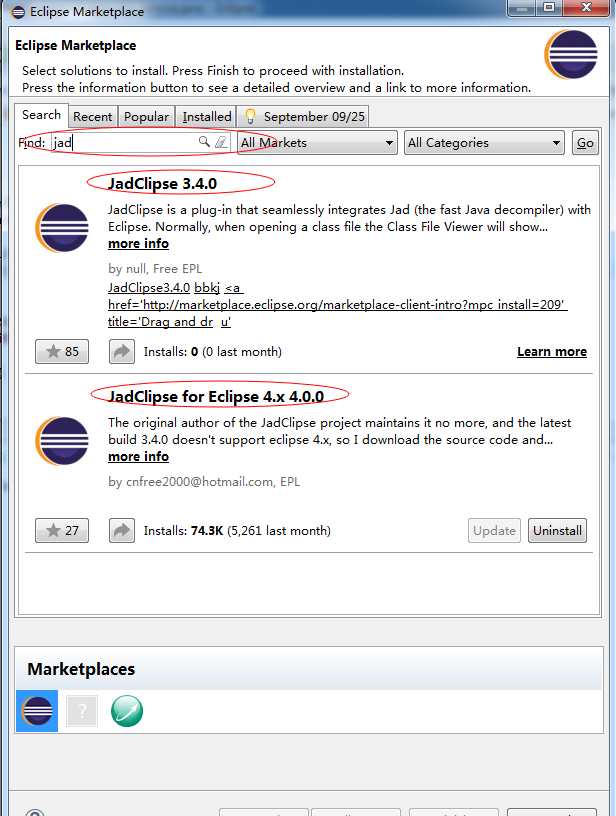 Eclipse Marketplace
Eclipse Marketplace
Select solutions to install. Press Finish to proceed with installation.
Press the information button to see a detailed overview and a link to more information.
Search Recent Popular Installed September 09/25
Find: jad All Markets All Categories Go
JadClipse 3.4.0
JadClipse is a plug-in that seamlessly integrates Jad (the fast Java decompiler) with
Eclipse. Normally, when opening a class file the Class File Viewer will show...
more info
by null, Free EPL
JadClipse3.4.0 bbkj <a
href='http://marketplace.eclipse.org/marketplace-client-intro?mpc_install=209'
title='Drag and dr u'
85 Installs: 0 (0 last month) Learn more
JadClipse for Eclipse 4.x 4.0.0
The original author of the JadClipse project maintains it no more, and the latest
build 3.4.0 doesn't support eclipse 4.x, so I download the source code and...
more info
by cnfree2000@hotmail.com, EPL
27 Installs: 74.3K (5,261 last month) Update Uninstall
Marketplaces
?
?